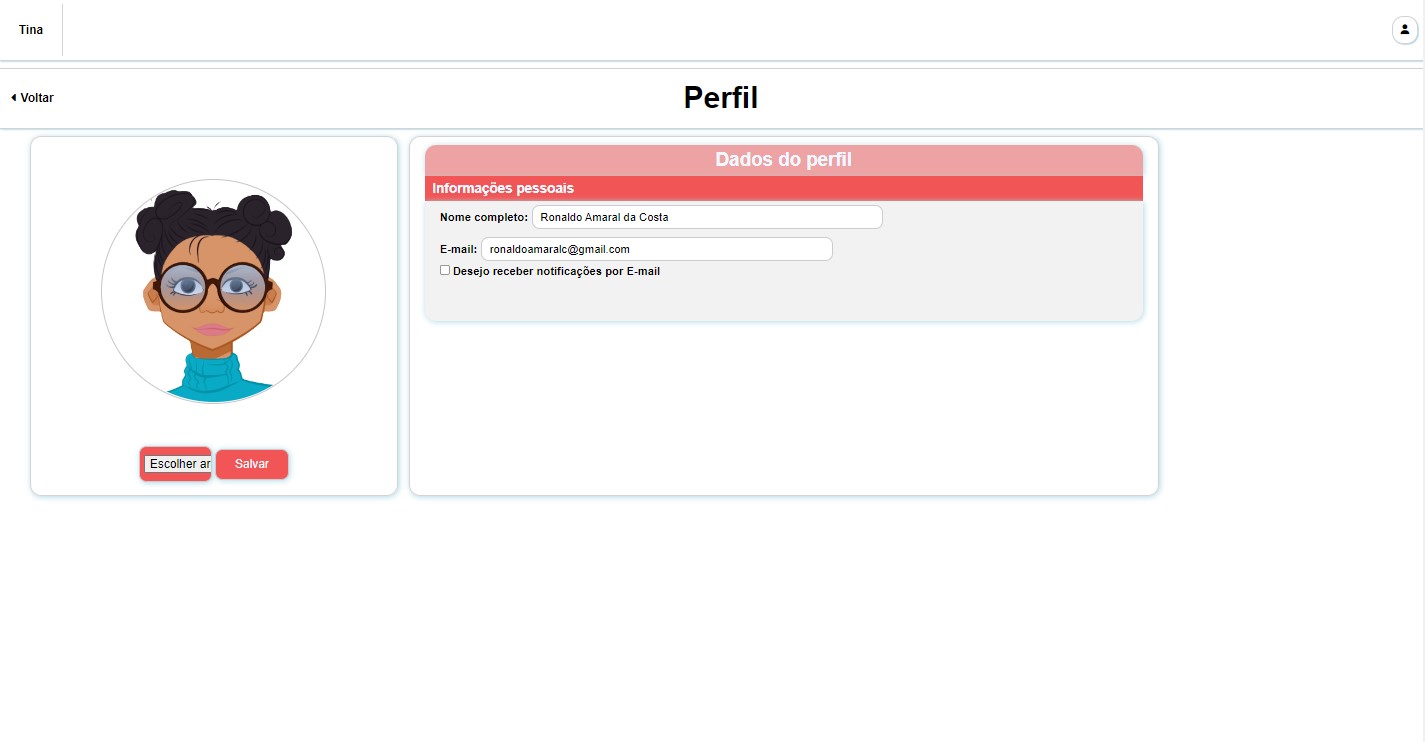 Tina
Voltar
Perfil
Dados do perfil
Informações pessoais
Nome completo: Ronaldo Amaral da Costa
E-mail: ronaldoamaralc@gmail.com
Desejo receber notificações por E-mail
Escolher ar
Salvar